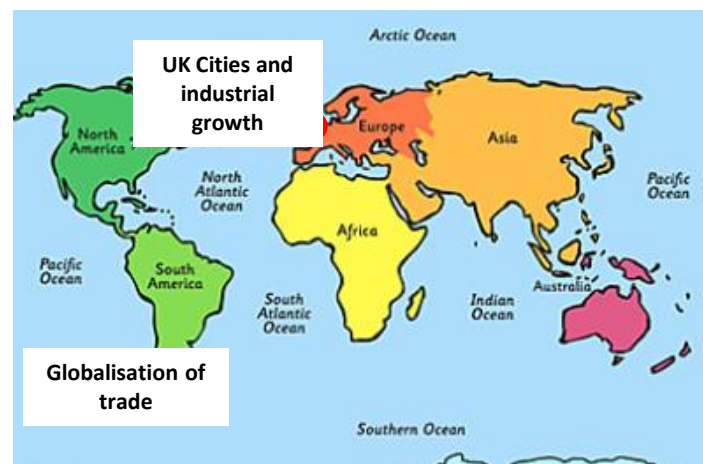 Arctic Ocean
UK Cities and
industrial
growth
North
America
Europe
Asia
North
Atlantic
Ocean
Pacific
Ocean
Africa
Pacific
Ocean
South
America
South
Atlantic
Ocean
Indian
Ocean
Australia
Globalisation of
trade
Southern Ocean